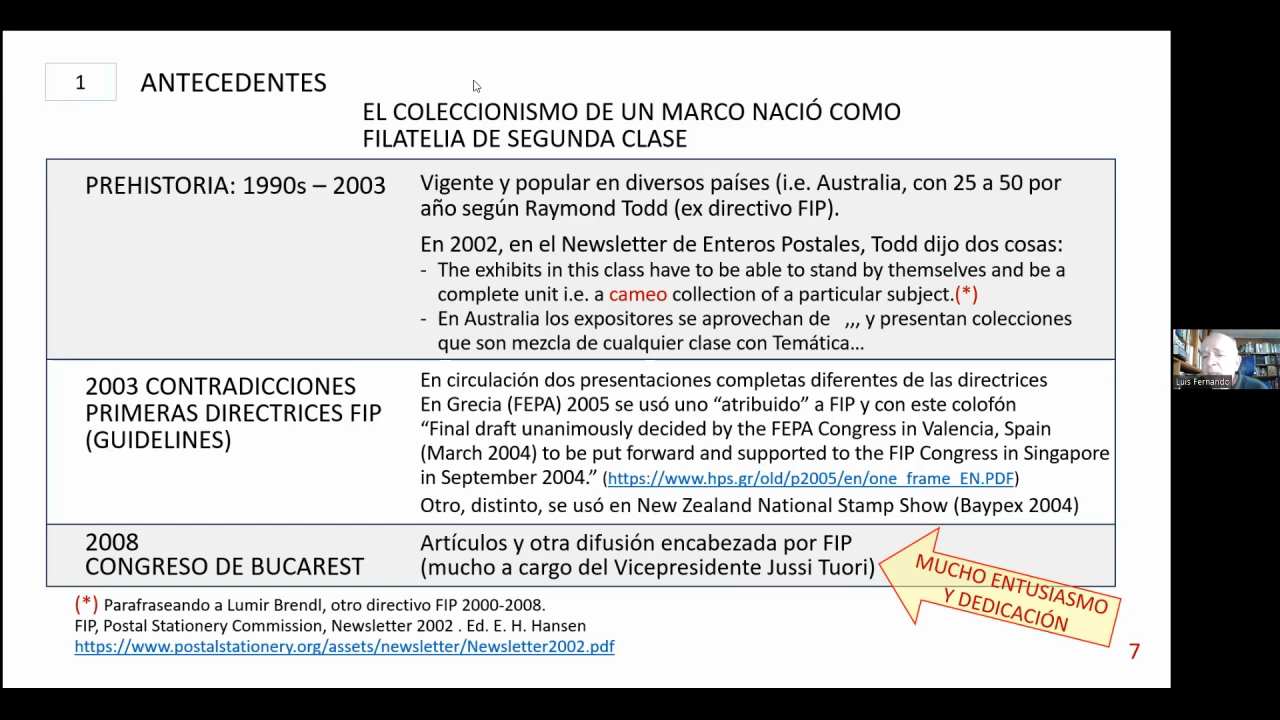 1
ANTECEDENTES
EL COLECCIONISMO DE UN MARCO NACIÓ COMO
FILATELIA DE SEGUNDA CLASE
PREHISTORIA: 1990s – 2003
Vigente y popular en diversos países (i.e. Australia, con 25 a 50 por
año según Raymond Todd (ex directivo FIP).
En 2002, en el Newsletter de Enteros Postales, Todd dijo dos cosas:
- The exhibits in this class have to be able to stand by themselves and be a
complete unit i.e. a cameo collection of a particular subject.(*)
- En Australia los expositores se aprovechan de ,,, y presentan colecciones
que son mezcla de cualquier clase con Temática…
2003 CONTRADICCIONES
PRIMERAS DIRECTRICES FIP
(GUIDELINES)
En circulación dos presentaciones completas diferentes de las directrices
En Grecia (FEPA) 2005 se usó uno “atribuido” a FIP y con este colofón
“Final draft unanimously decided by the FEPA Congress in Valencia, Spain
(March 2004) to be put forward and supported to the FIP Congress in Singapore
in September 2004.” (https://www.hps.gr/old/p2005/en/one_frame_EN.PDF)
Otro, distinto, se usó en New Zealand National Stamp Show (Baypex 2004)
2008
CONGRESO DE BUCAREST
Artículos y otra difusión encabezada por FIP
(mucho a cargo del Vicepresidente Jussi Tuori)
MUCHO ENTUSIASMO
Y DEDICACIÓN
(*) Parafraseando a Lumir Brendl, otro directivo FIP 2000-2008.
FIP, Postal Stationery Commission, Newsletter 2002 . Ed. E. H. Hansen
https://www.postalstationery.org/assets/newsletter/Newsletter2002.pdf
7
Luis Fernando